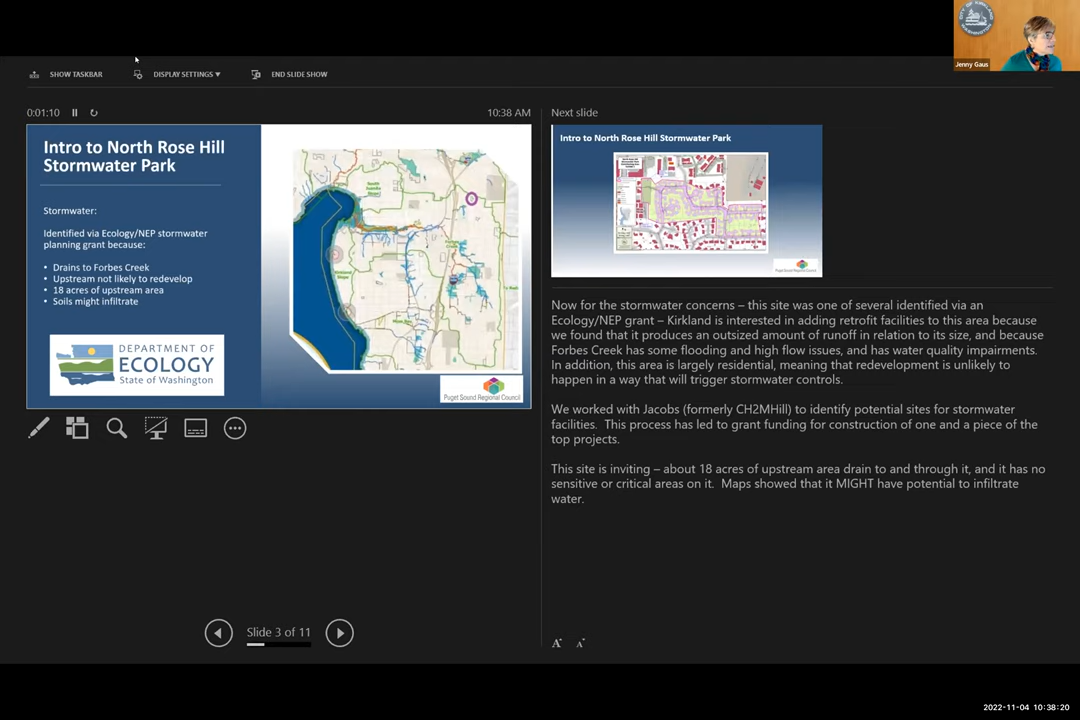 CITY OF KIRKLAND
WASHINGTON
Jenny Gaus
SHOW TASKBAR
DISPLAY SETTINGS ▼
END SLIDE SHOW
0:01:10
10:38 AM
Next slide
Intro to North Rose Hill
Stormwater Park
Stormwater:
Identified via Ecology/NEP stormwater
planning grant because:
• Drains to Forbes Creek
• Upstream not likely to redevelop
• 18 acres of upstream area
• Soils might infiltrate
DEPARTMENT OF
ECOLOGY
State of Washington
Puget Sound Regional Council
Intro to North Rose Hill Stormwater Park
Now for the stormwater concerns – this site was one of several identified via an
Ecology/NEP grant – Kirkland is interested in adding retrofit facilities to this area because
we found that it produces an outsized amount of runoff in relation to its size, and because
Forbes Creek has some flooding and high flow issues, and has water quality impairments.
In addition, this area is largely residential, meaning that redevelopment is unlikely to
happen in a way that will trigger stormwater controls.
We worked with Jacobs (formerly CH2MHill) to identify potential sites for stormwater
facilities.  This process has led to grant funding for construction of one and a piece of the
top projects.
This site is inviting – about 18 acres of upstream area drain to and through it, and it has no
sensitive or critical areas on it.  Maps showed that it MIGHT have potential to infiltrate
water.
Slide 3 of 11
A A
2022-11-04 10:38:20